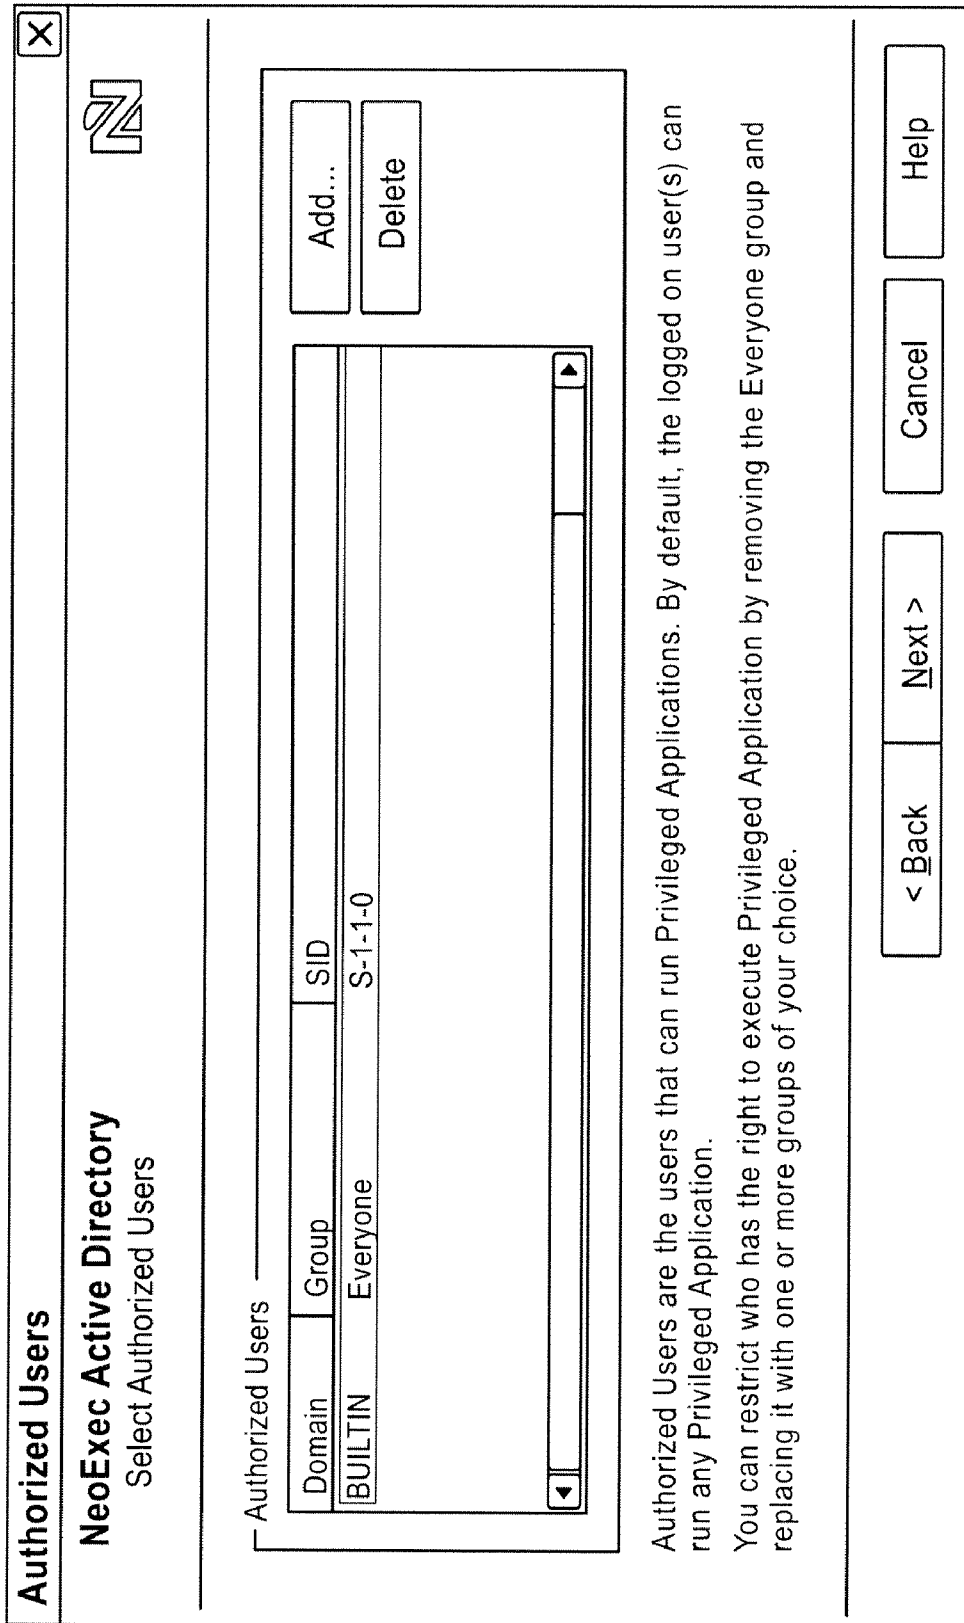 Authorized Users
X
NeoExec Active Directory
Select Authorized Users
Authorized Users
Domain Group SID
BUILTIN Everyone S-1-1-0
Add...
Delete
Authorized Users are the users that can run Privileged Applications. By default, the logged on user(s) can
run any Privileged Application.
You can restrict who has the right to execute Privileged Application by removing the Everyone group and
replacing it with one or more groups of your choice.
< Back Next > Cancel Help